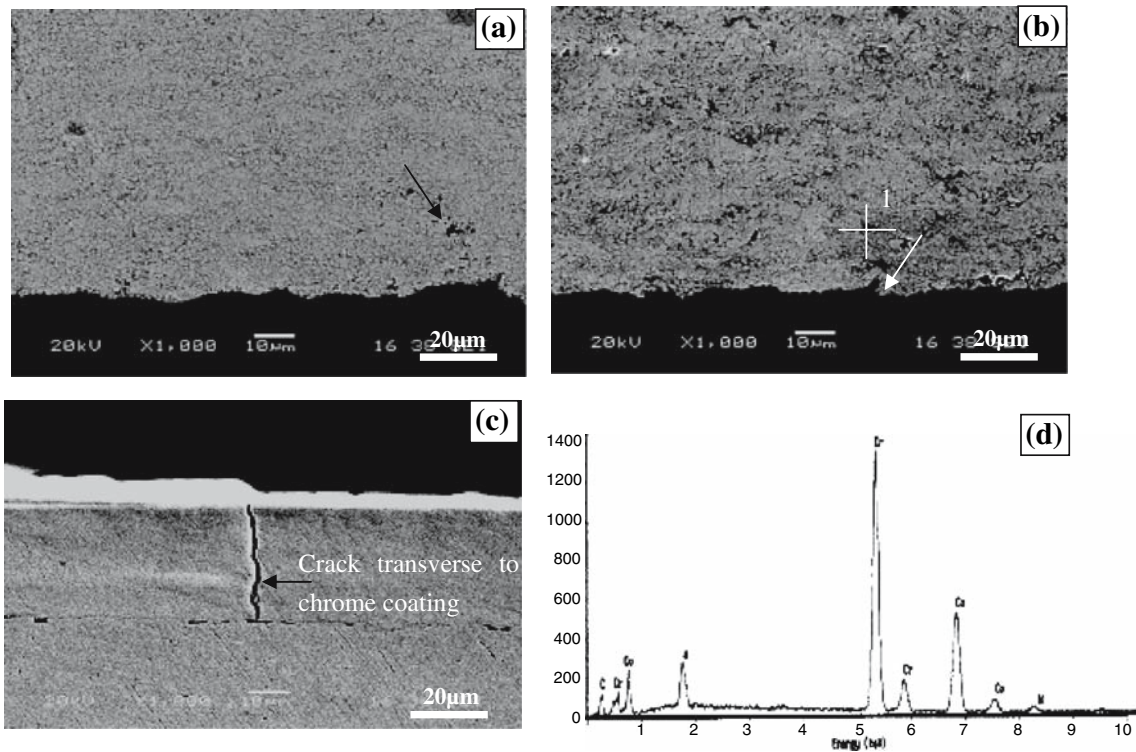 (a)
20kV X1,000 10μm 16 38 SEI
20μm
(b)
1
20kV X1,000 10μm 16 38
20μm
(c)
Crack transverse to
chrome coating
20μm
(d)
1400
1200
1000
800
600
400
200
0
C Cr Co
Cr
Cr
Co
Co
1 2 3 4 5 6 7 8 9 10
Energy